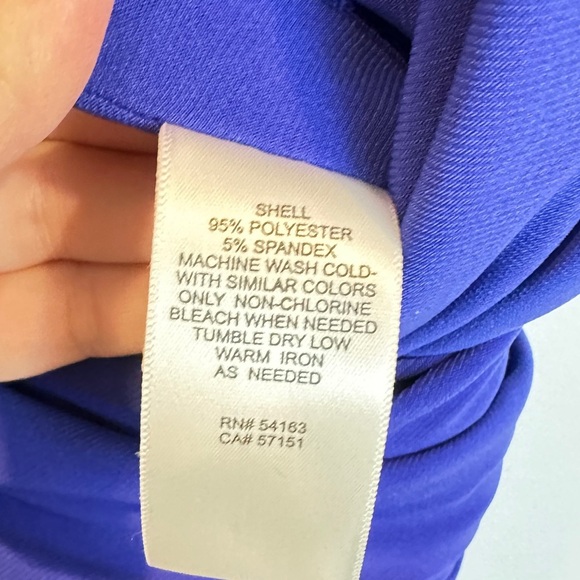 SHELL
95% POLYESTER
5% SPANDEX
MACHINE WASH COLD-
WITH SIMILAR COLORS
ONLY NON-CHLORINE
BLEACH WHEN NEEDED
TUMBLE DRY LOW
WARM IRON
AS NEEDED
RN# 54163
CA# 57151